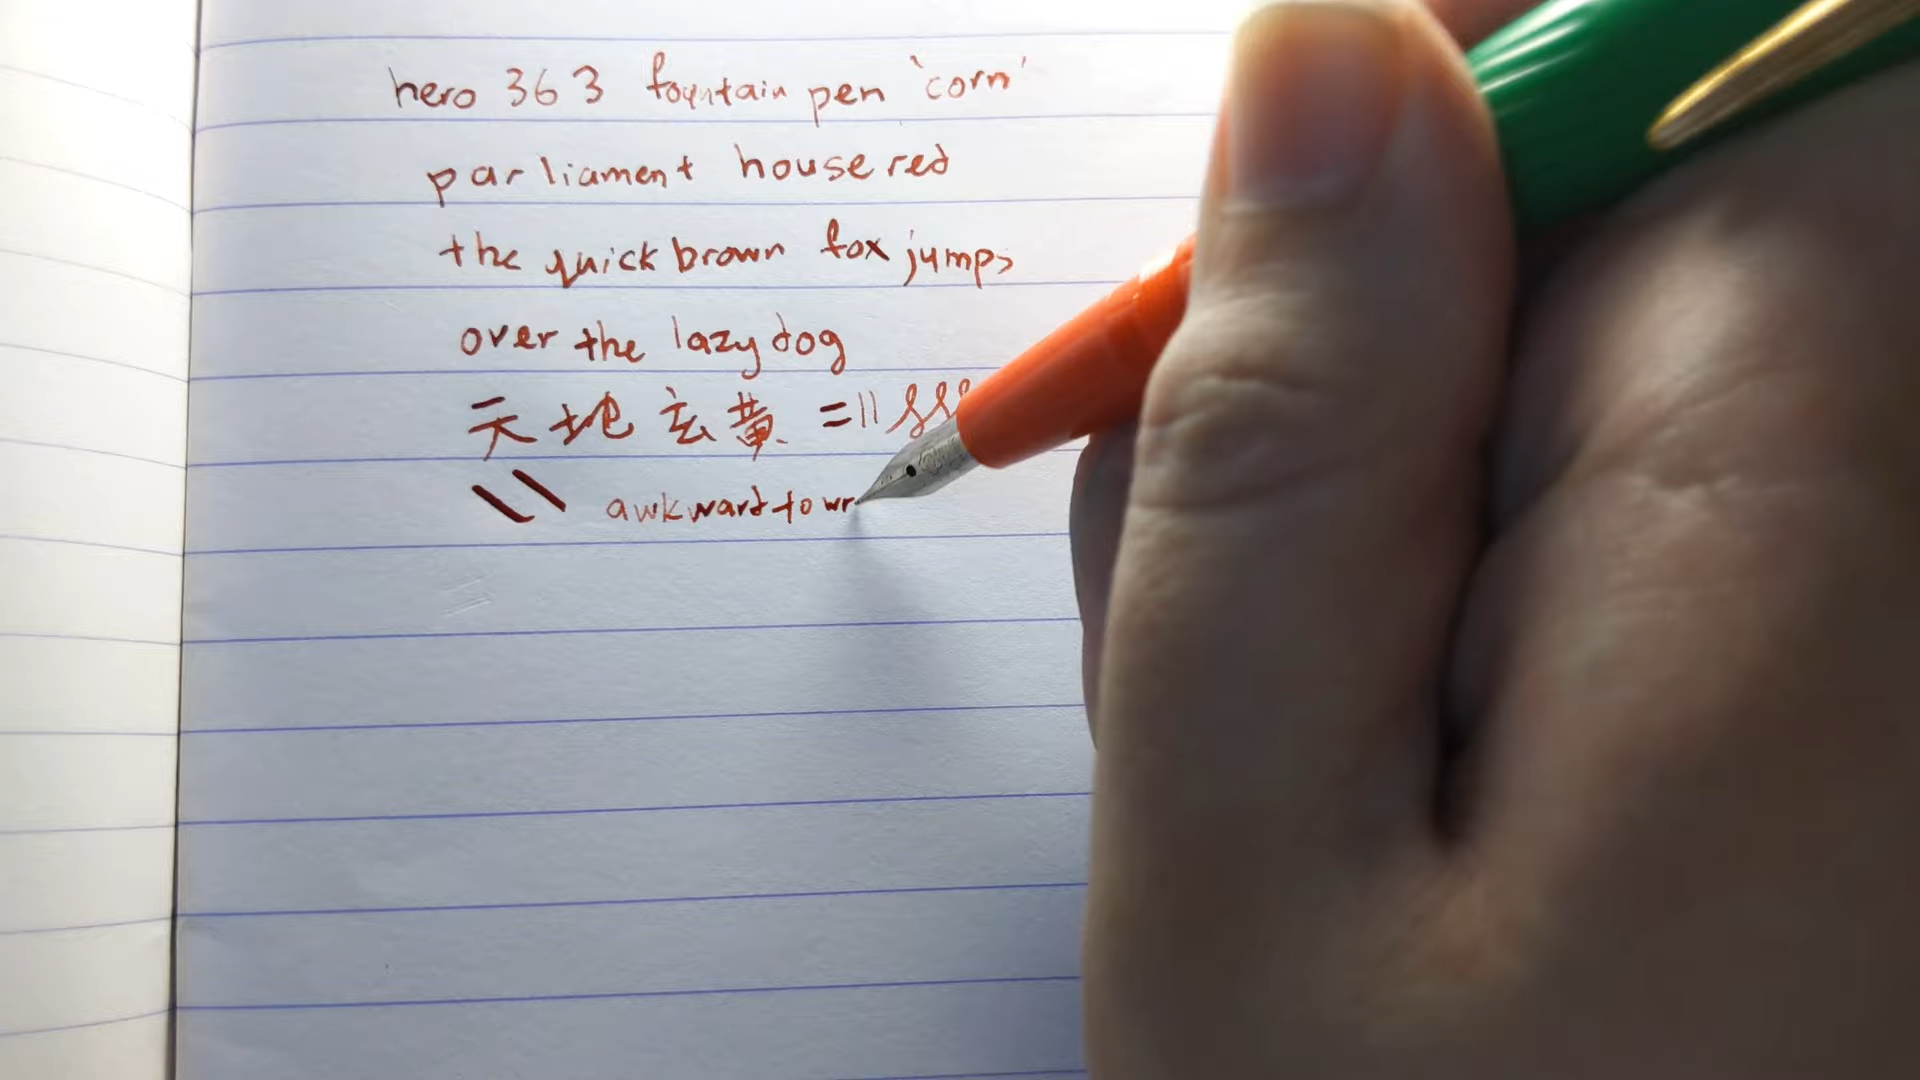 hero 363 fountain pen 'corn'
parliament house red
the quick brown fox jumps
over the lazy dog
天地玄黃
awkward to wr